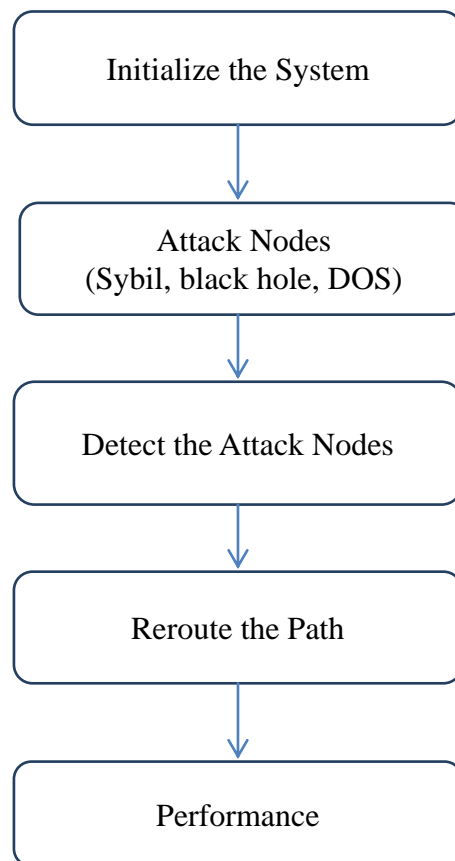 Initialize the System
Attack Nodes
(Sybil, black hole, DOS)
Detect the Attack Nodes
Reroute the Path
Performance